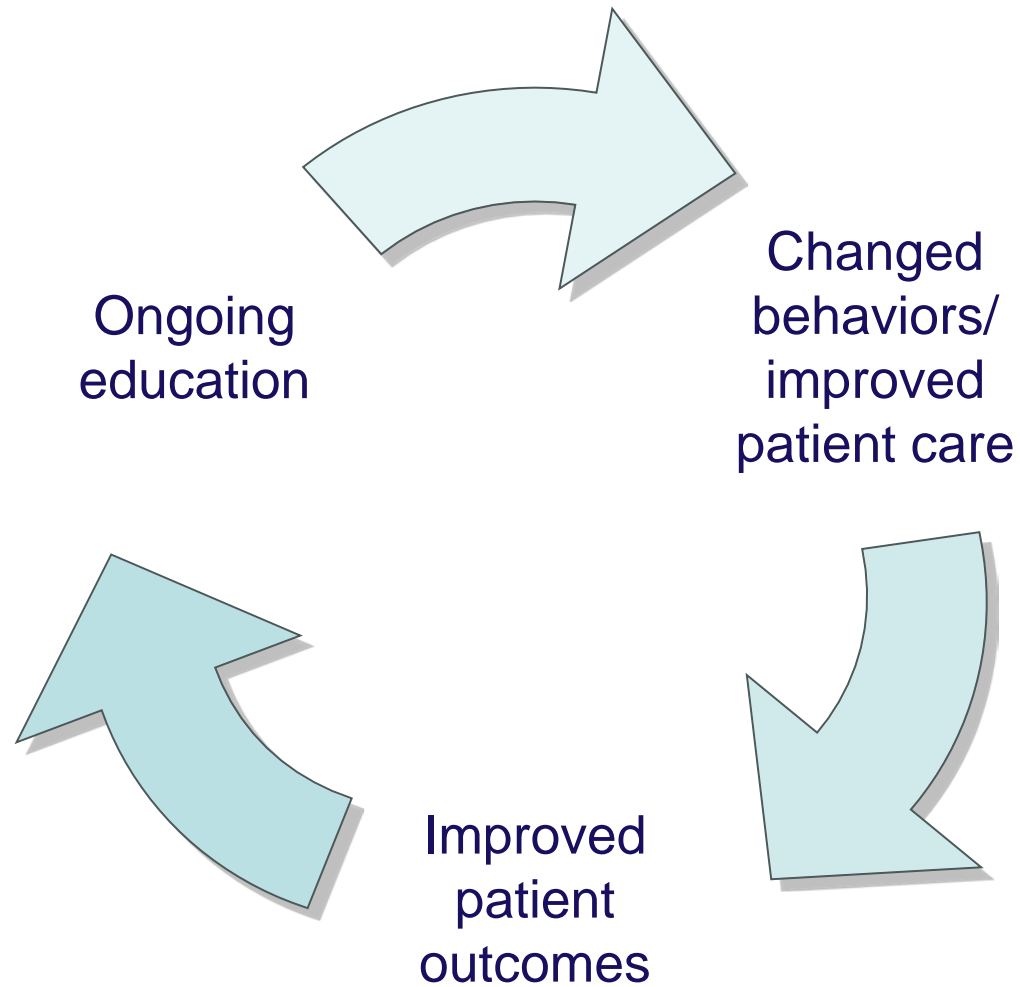 Ongoing
education
Changed
behaviors/
improved
patient care
Improved
patient
outcomes